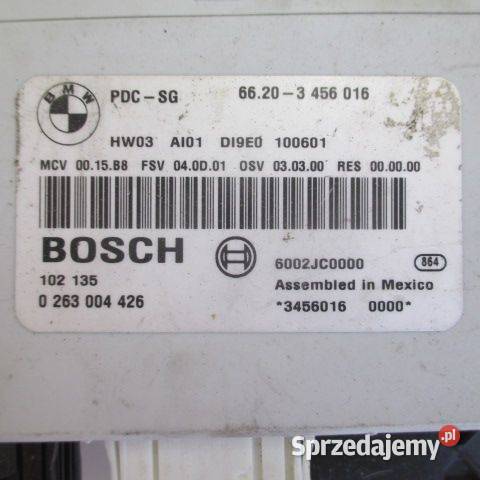 BMW
PDC-SG 66.20-3 456 016
HW03 AI01 DI9E0 100601
MCV 00.15.B8 FSV 04.0D.01 OSV 03.03.00 RES 00.00.00
BOSCH
102 135
0 263 004 426
6002JC0000 864
Assembled in Mexico
*3456016 0000*
Sprzedajemy.pl